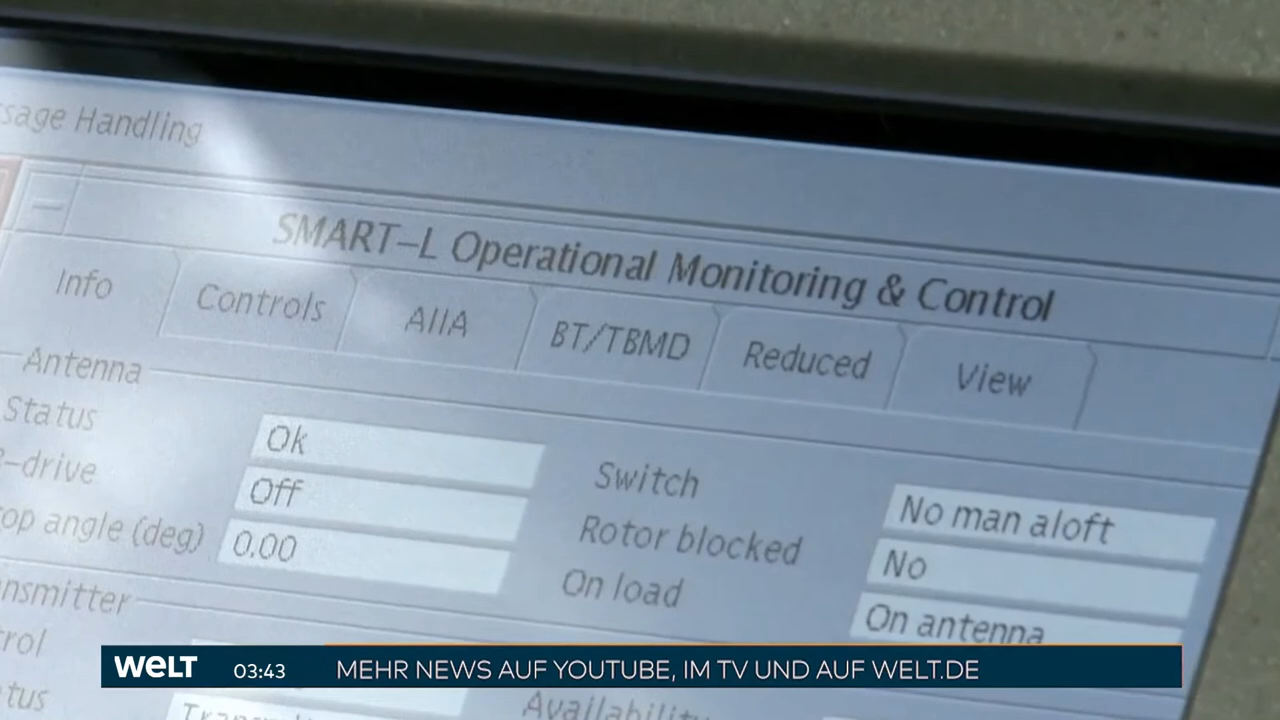 sage Handling
SMART-L Operational Monitoring & Control
Info Controls AIIA BT/TBMD Reduced View
Antenna
Status Ok Switch No man aloft
-drive Off Rotor blocked No
op angle (deg) 0.00 On load On antenna
nsmitter
rol
tus Availability
WELT 03:43 MEHR NEWS AUF YOUTUBE, IM TV UND AUF WELT.DE